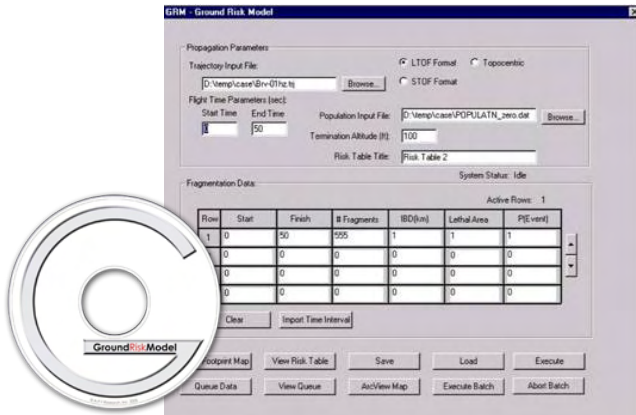 GRM - Ground Risk Model
Propagation Parameters
Trajectory Input File:
LTOF Format Topocentric
D:\temp\case\Brv-01hz.trj Browse... STOF Format
Flight Time Parameters (sec):
Start Time End Time
Population Input File: D:\temp\case\POPULATN_zero.dat Browse...
0 50
Termination Altitude (ft): 100
Risk Table Title: Risk Table 2
System Status: Idle
Fragmentation Data:
Active Rows: 1
Row Start Finish # Fragments IBD(km) Lethal Area P(Event)
1 0 50 555 1 1 1
0 0 0 0 0 0
0 0 0 0 0 0
0 0 0 0 0 0
Clear Import Time Interval
Footprint Map View Risk Table Save Load Execute
Queue Data View Queue ArcView Map Execute Batch Abort Batch
GroundRiskModel